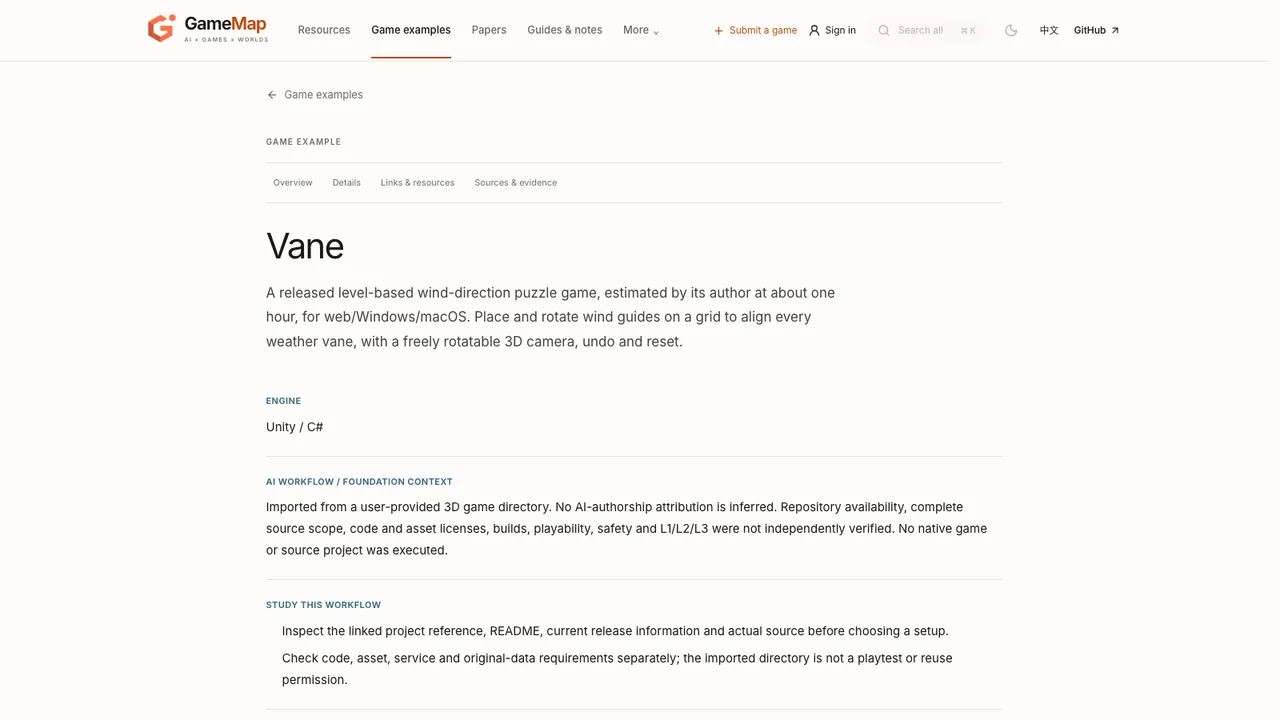 GameMap
AI × GAMES × WORLDS
Resources
Game examples
Papers
Guides & notes
More
Submit a game
Sign in
Search all
⌘ K
中文
GitHub
Game examples
GAME EXAMPLE
Overview
Details
Links & resources
Sources & evidence
Vane
A released level-based wind-direction puzzle game, estimated by its author at about one
hour, for web/Windows/macOS. Place and rotate wind guides on a grid to align every
weather vane, with a freely rotatable 3D camera, undo and reset.
ENGINE
Unity / C#
AI WORKFLOW / FOUNDATION CONTEXT
Imported from a user-provided 3D game directory. No AI-authorship attribution is inferred. Repository availability, complete
source scope, code and asset licenses, builds, playability, safety and L1/L2/L3 were not independently verified. No native game
or source project was executed.
STUDY THIS WORKFLOW
Inspect the linked project reference, README, current release information and actual source before choosing a setup.
Check code, asset, service and original-data requirements separately; the imported directory is not a playtest or reuse
permission.